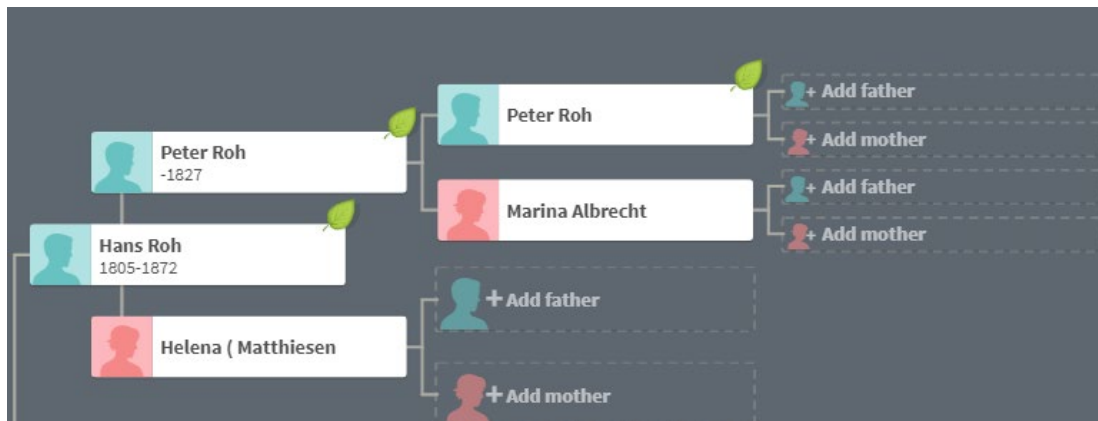 Peter Roh
+ Add father
+ Add mother
Peter Roh
-1827
Marina Albrecht
+ Add father
+ Add mother
Hans Roh
1805-1872
+ Add father
Helena ( Matthiesen
+ Add mother